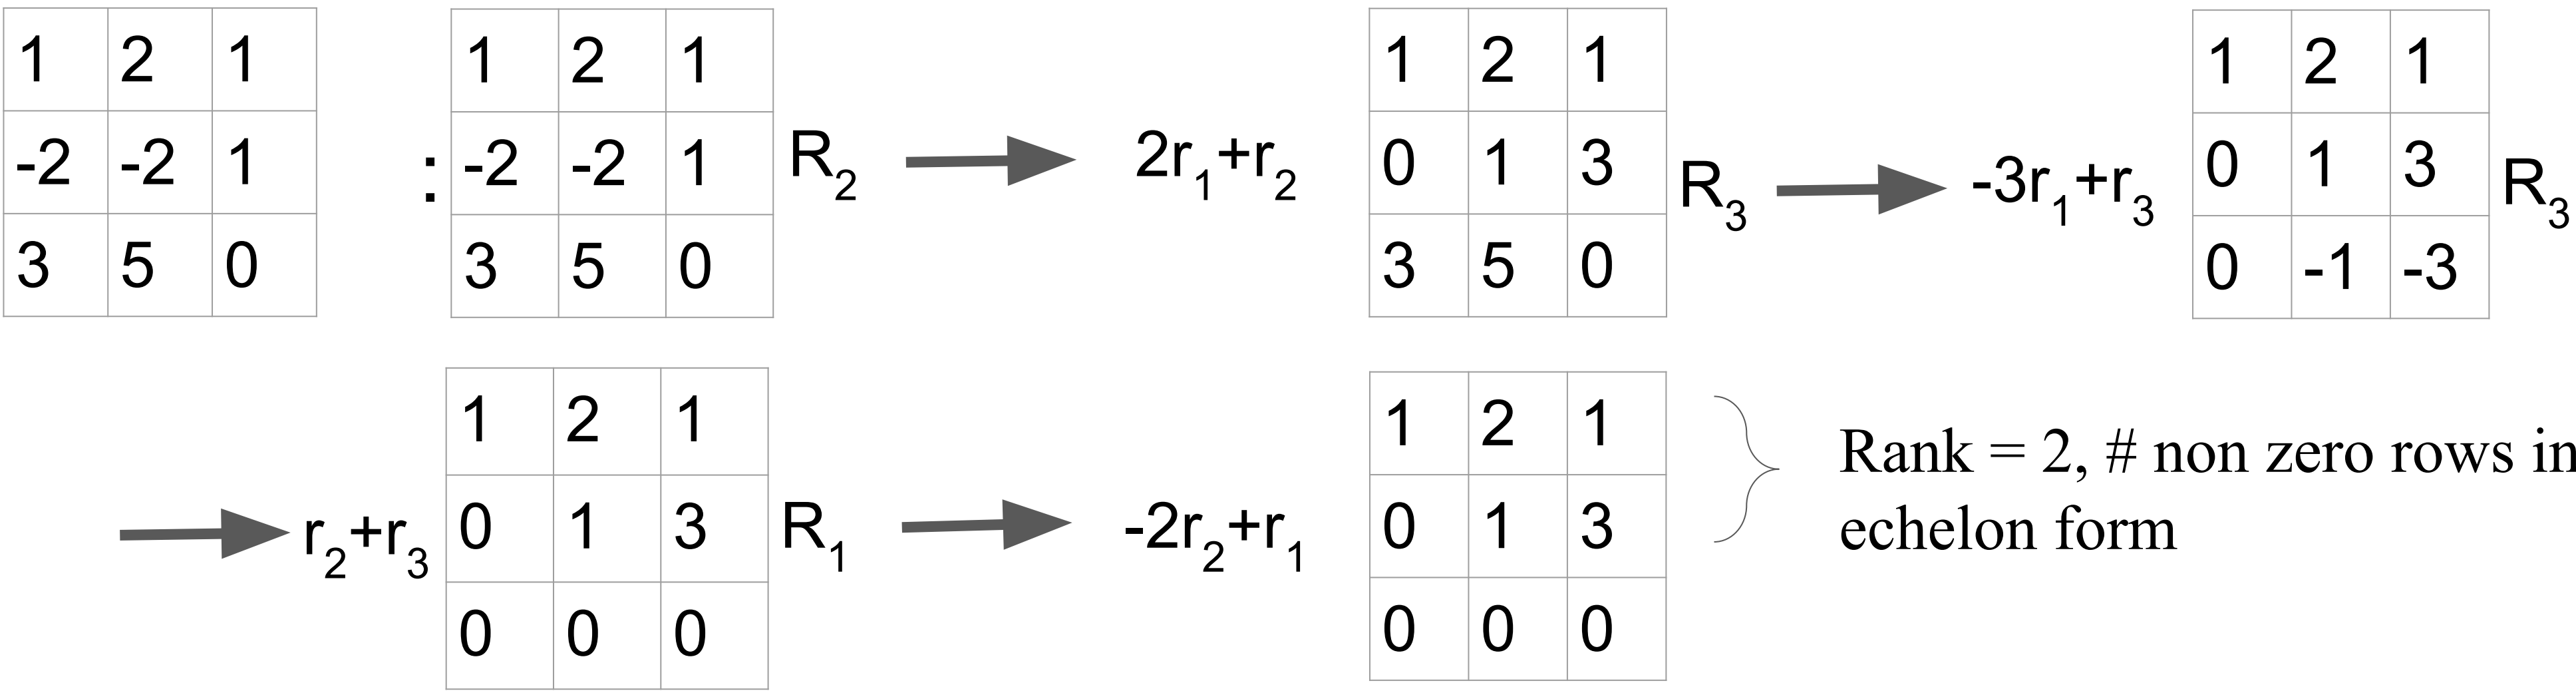 1 2 1 1 2 1 1 2 1 1 2 1
-2 -2 1 : -2 -2 1 R2 2r1+r2 0 1 3 R3 -3r1+r3 0 1 3 R3
3 5 0 3 5 0 3 5 0 0 -1 -3
1 2 1 1 2 1 Rank = 2, # non zero rows in
r2+r3 0 1 3 R1 -2r2+r1 0 1 3 echelon form
0 0 0 0 0 0